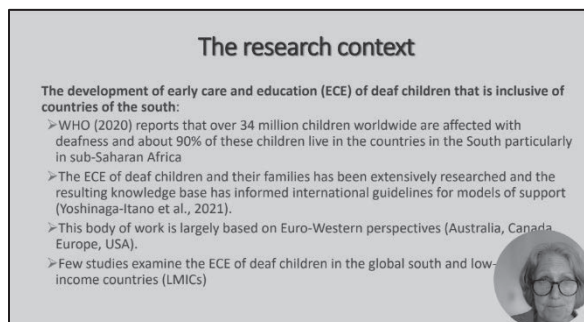 The research context
The development of early care and education (ECE) of deaf children that is inclusive of
countries of the south:
➢WHO (2020) reports that over 34 million children worldwide are affected with
deafness and about 90% of these children live in the countries in the South particularly
in sub-Saharan Africa
➢The ECE of deaf children and their families has been extensively researched and the
resulting knowledge base has informed international guidelines for models of support
(Yoshinaga-Itano et al., 2021).
➢This body of work is largely based on Euro-Western perspectives (Australia, Canada,
Europe, USA).
➢Few studies examine the ECE of deaf children in the global south and low-
income countries (LMICs)